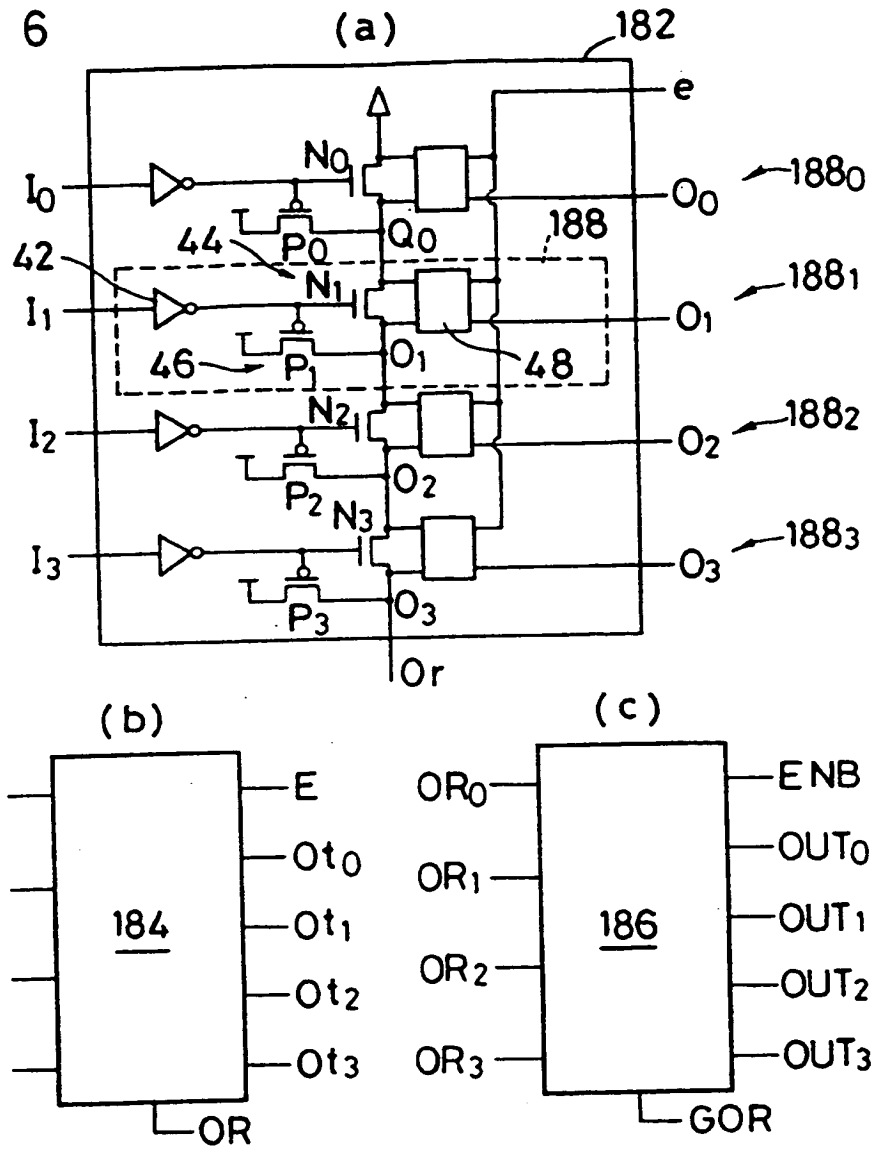 6 (a) 182
e
I₀ N₀ O₀ 188₀
P₀ Q₀ 188
42 44
I₁ N₁ O₁ 188₁
46 P₁ O₁ 48
I₂ N₂ O₂ 188₂
P₂ O₂
I₃ N₃ O₃ 188₃
P₃ O₃
Or
(b) (c)
184
E
Ot₀
Ot₁
Ot₂
Ot₃
OR
OR₀
OR₁
OR₂
OR₃
186
ENB
OUT₀
OUT₁
OUT₂
OUT₃
GOR